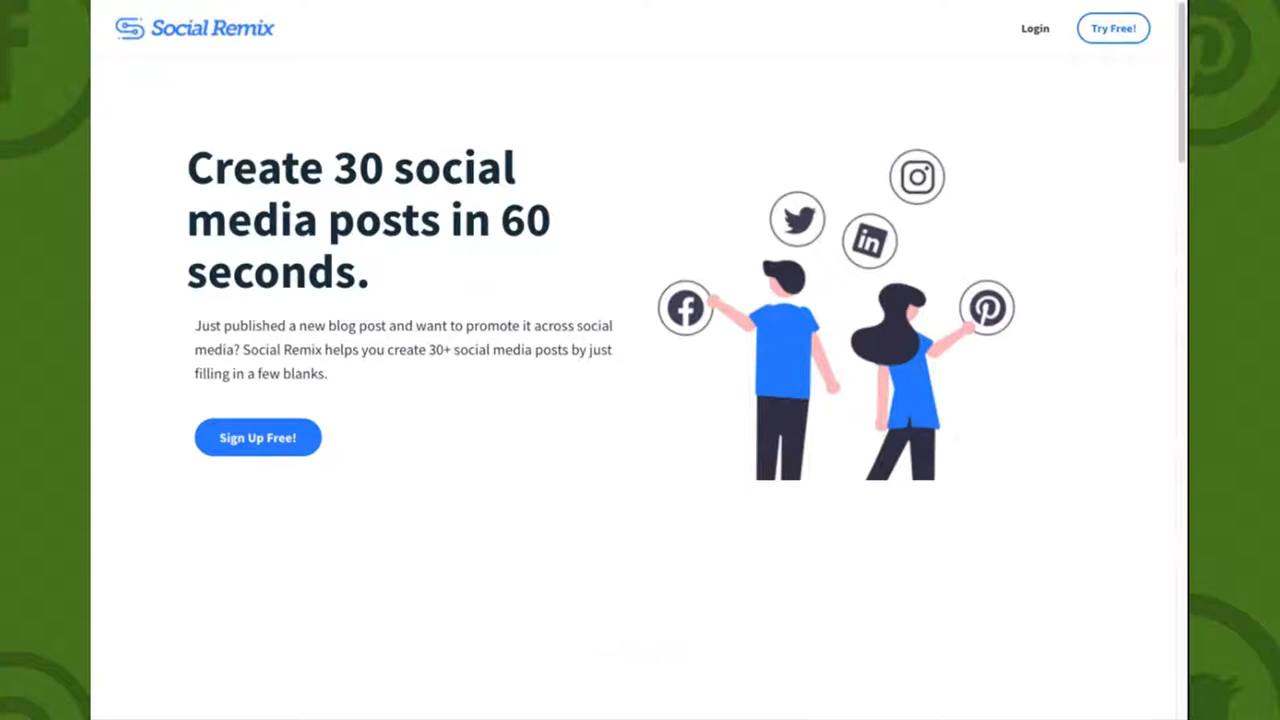 Social Remix
Login
Try Free!
Create 30 social
media posts in 60
seconds.
Just published a new blog post and want to promote it across social
media? Social Remix helps you create 30+ social media posts by just
filling in a few blanks.
Sign Up Free!
in